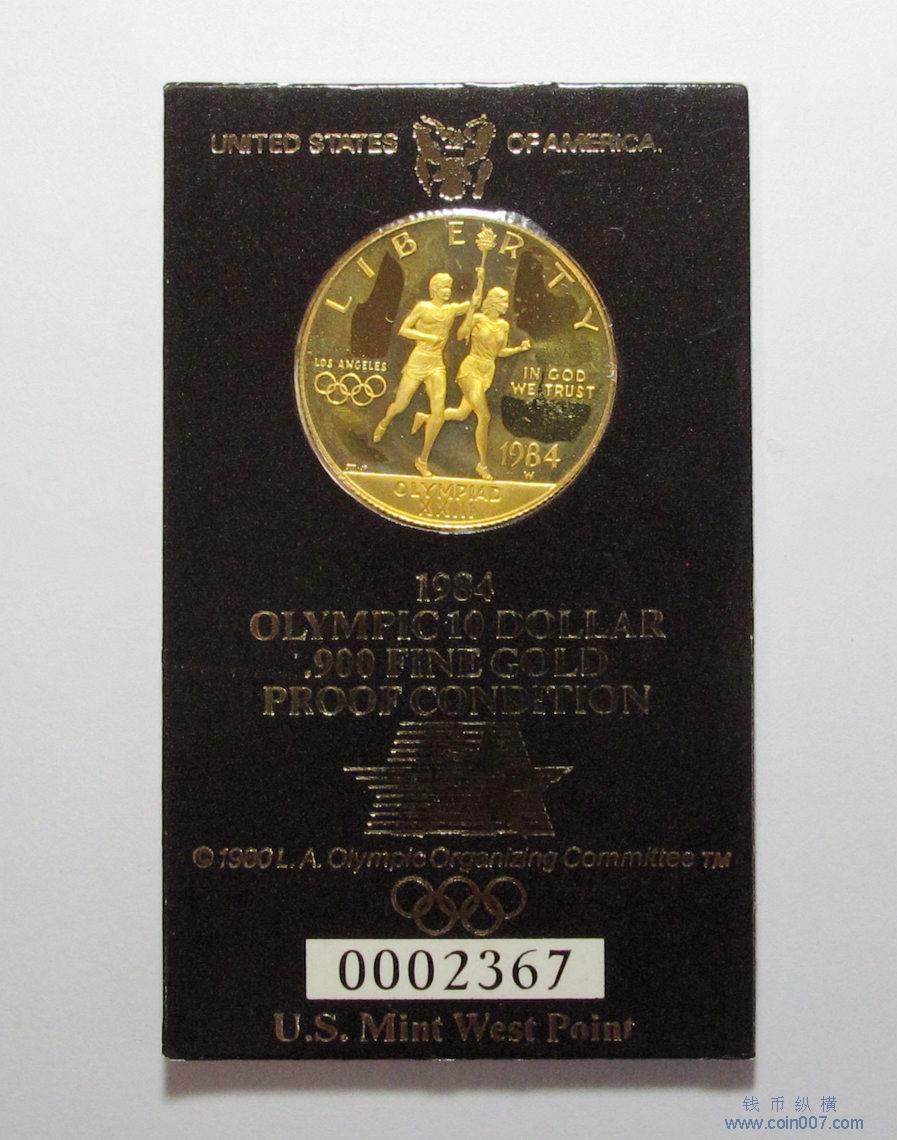 UNITED STATES OF AMERICA.
LIBERTY
LOS ANGELES
IN GOD
WE TRUST
1984
W
OLYMPIAD
XXIII
1984
OLYMPIC 10 DOLLAR
.900 FINE GOLD
PROOF CONDITION
© 1980 L. A. Olympic Organizing Committee TM
0002367
U.S. Mint West Point
钱币纵横
www.coin007.com